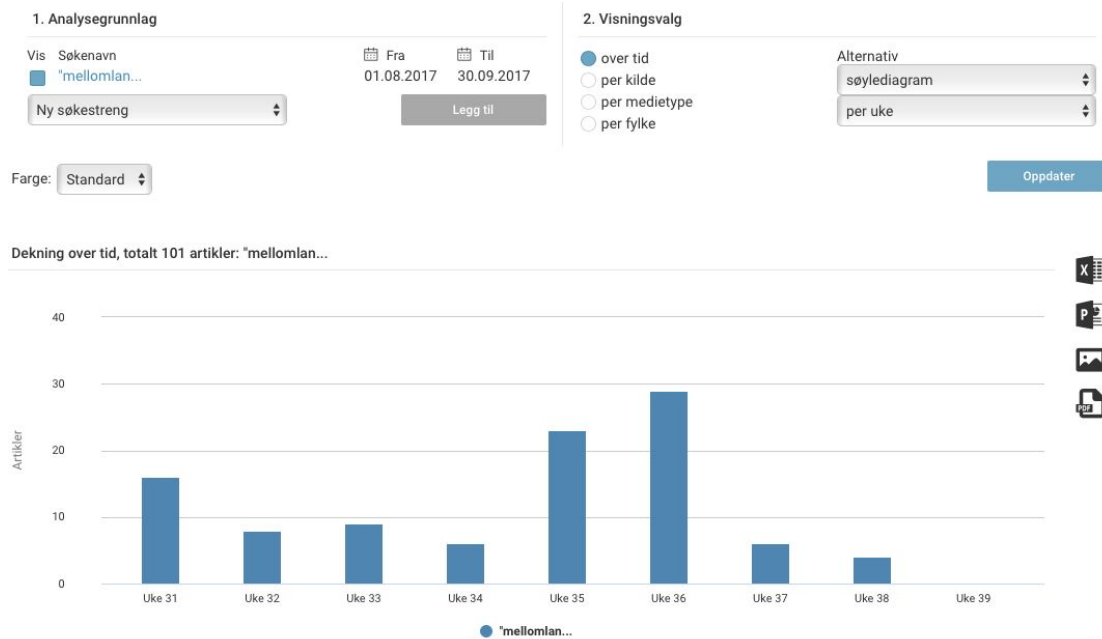 1. Analysegrunnlag
Vis Søkenavn
Fra
Til
"mellomlan...
01.08.2017
30.09.2017
Ny søkestreng
Legg til
2. Visningsvalg
over tid
per kilde
per medietype
per fylke
Alternativ
søylediagram
per uke
Farge: Standard
Oppdater
Dekning over tid, totalt 101 artikler: "mellomlan...
X
P
PDF
Artikler
40
30
20
10
0
Uke 31 Uke 32 Uke 33 Uke 34 Uke 35 Uke 36 Uke 37 Uke 38 Uke 39
"mellomlan...